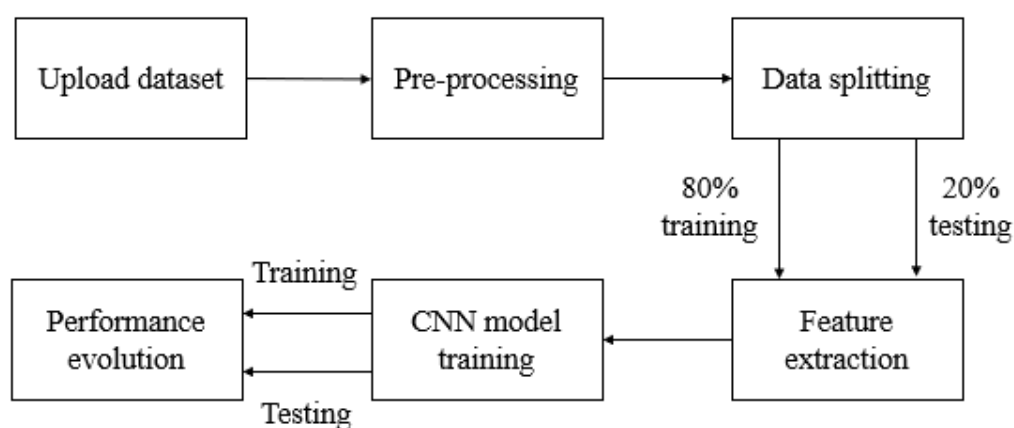 Upload dataset
Pre-processing
Data splitting
80%
training
20%
testing
Feature
extraction
CNN model
training
Training
Testing
Performance
evolution